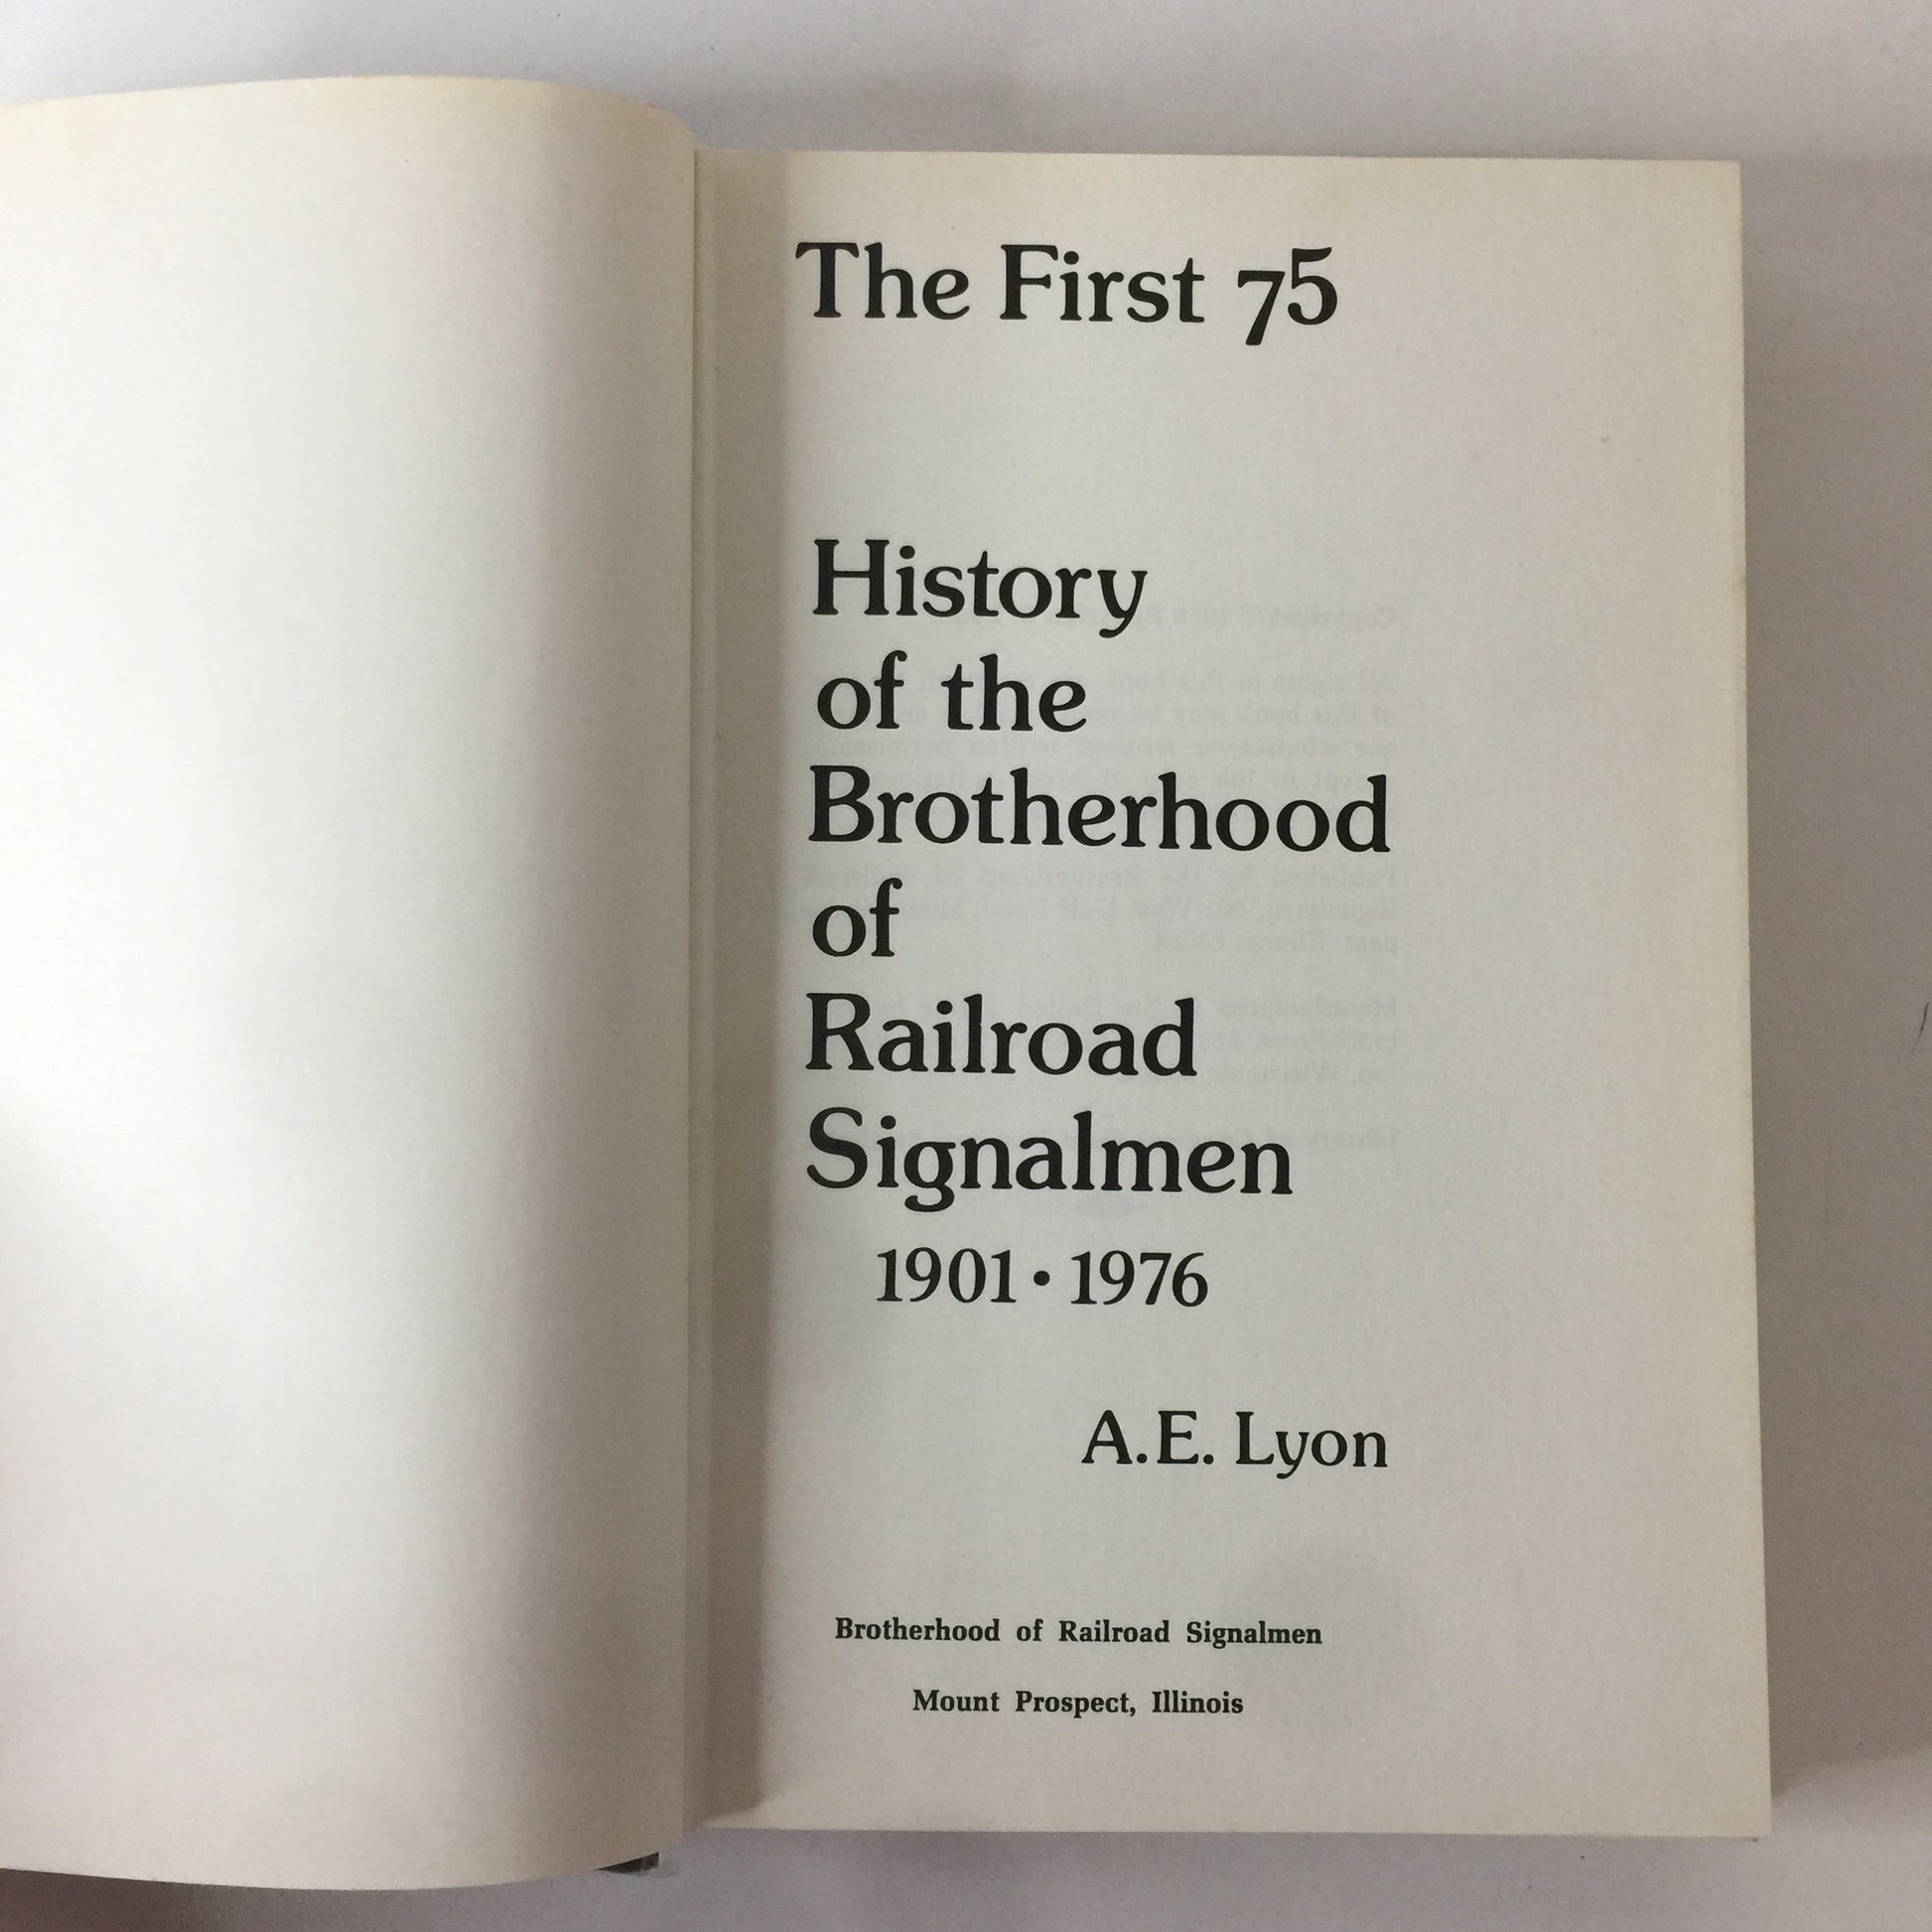 The First 75
History
of the
Brotherhood
of
Railroad
Signalmen
1901 • 1976
A.E. Lyon
Brotherhood of Railroad Signalmen
Mount Prospect, Illinois